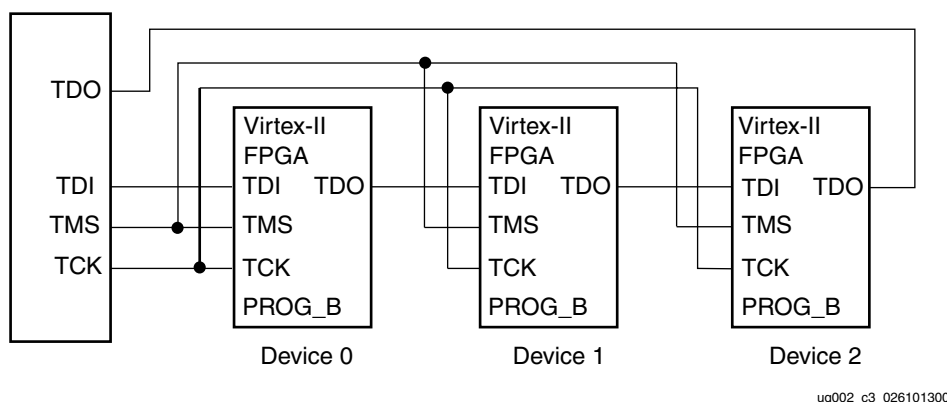 TDO
TDI
TMS
TCK
Virtex-II
FPGA
TDI TDO
TMS
TCK
PROG_B
Device 0
Virtex-II
FPGA
TDI TDO
TMS
TCK
PROG_B
Device 1
Virtex-II
FPGA
TDI TDO
TMS
TCK
PROG_B
Device 2
ug002_c3_026101300